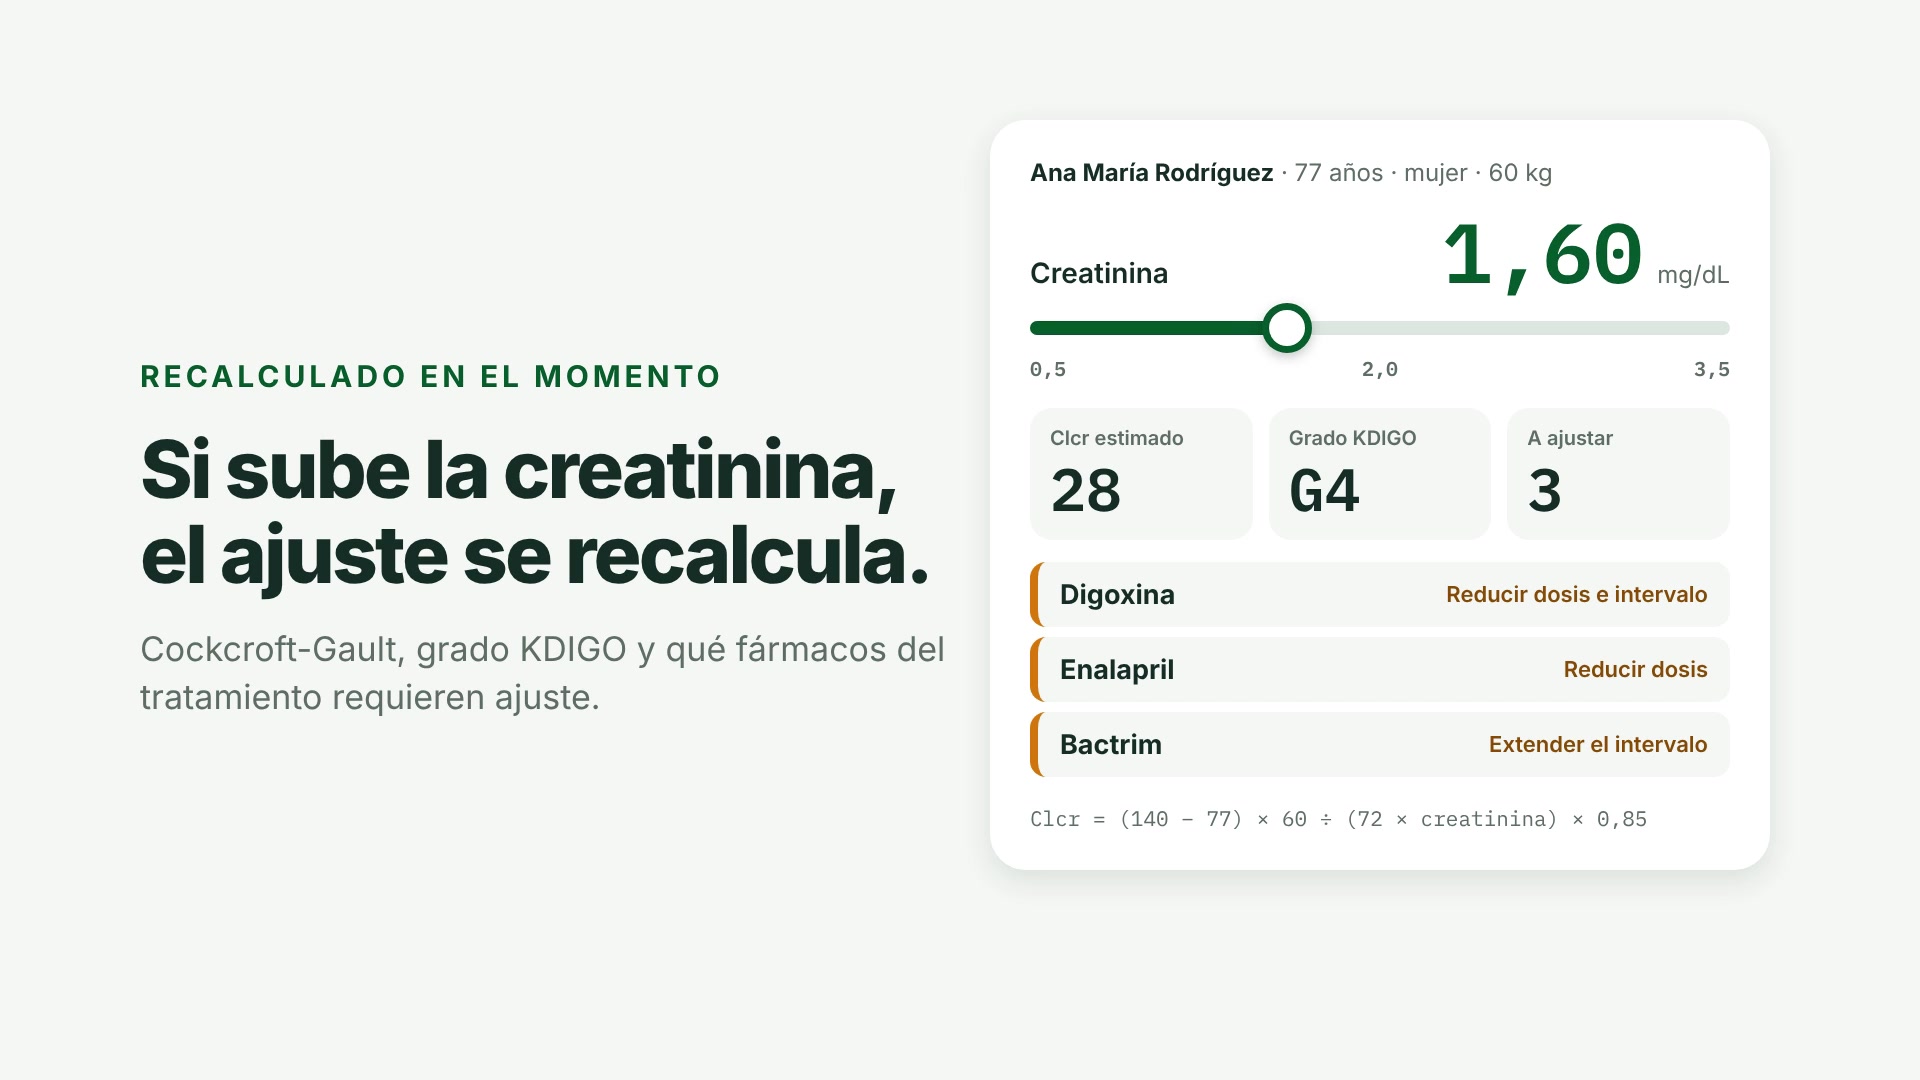 RECALCULADO EN EL MOMENTO
Si sube la creatinina,
el ajuste se recalcula.
Cockcroft-Gault, grado KDIGO y qué fármacos del
tratamiento requieren ajuste.
Ana María Rodríguez · 77 años · mujer · 60 kg
Creatinina 1,60 mg/dL
0,5 2,0 3,5
Clcr estimado Grado KDIGO A ajustar
28 G4 3
Digoxina Reducir dosis e intervalo
Enalapril Reducir dosis
Bactrim Extender el intervalo
Clcr = (140 − 77) × 60 ÷ (72 × creatinina) × 0,85